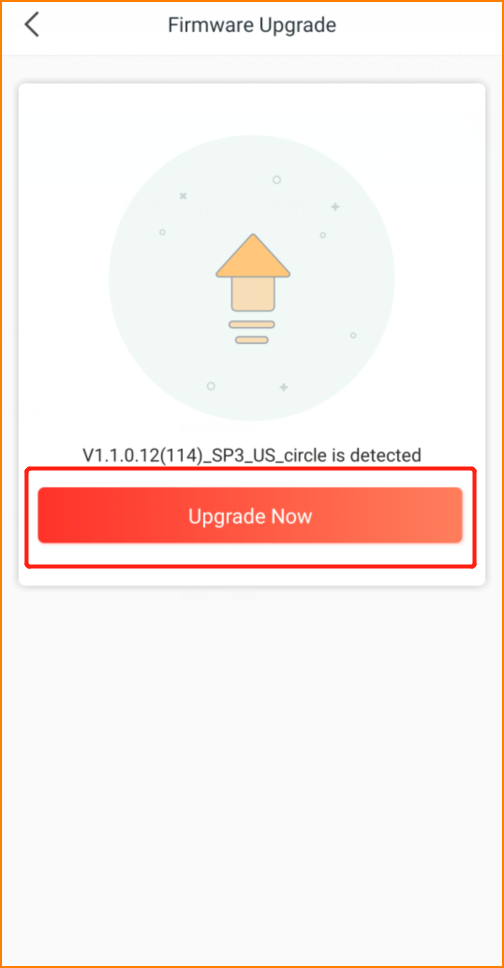 Firmware Upgrade
V1.1.0.12(114)_SP3_US_circle is detected
Upgrade Now